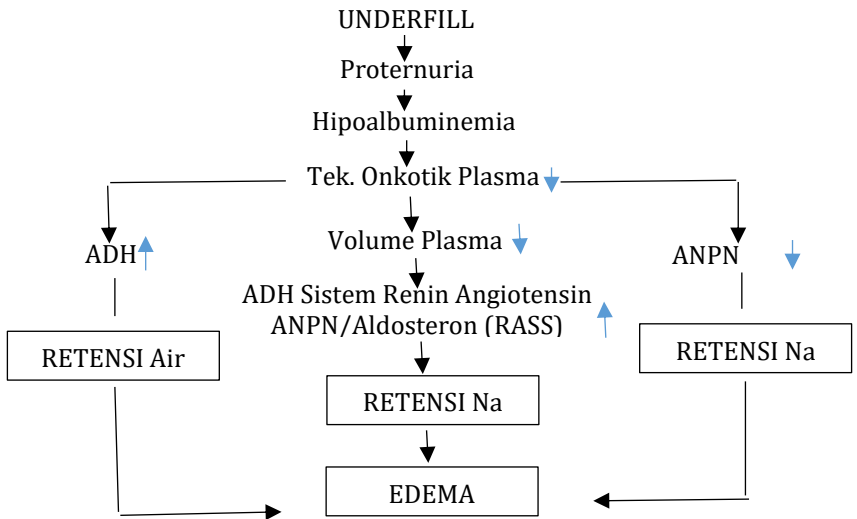 UNDERFILL
Proternuria
Hipoalbuminemia
Tek. Onkotik Plasma
ADH
Volume Plasma
ANPN
ADH Sistem Renin Angiotensin
ANPN/Aldosteron (RASS)
RETENSI Air
RETENSI Na
RETENSI Na
EDEMA